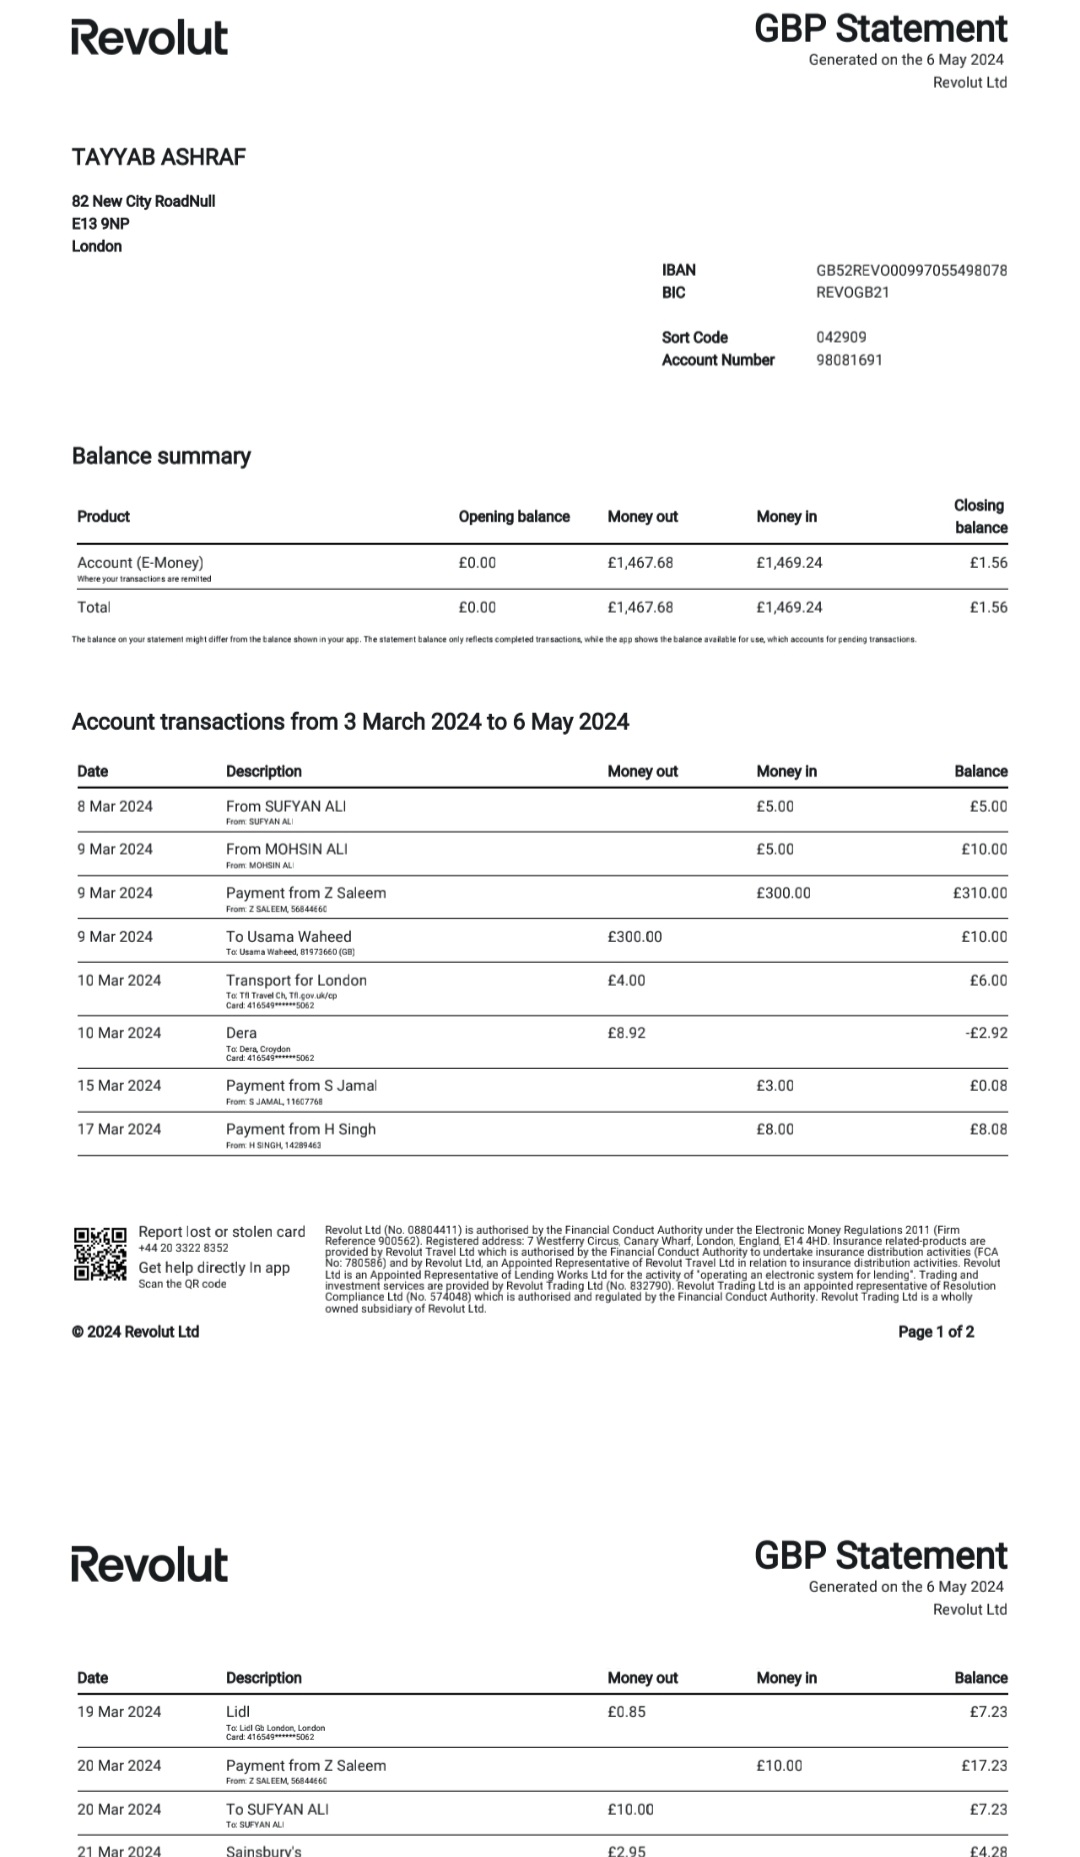 Revolut
GBP Statement
Generated on the 6 May 2024
Revolut Ltd
TAYYAB ASHRAF
82 New City RoadNull
E13 9NP
London
IBAN GB52REVO00997055498078
BIC REVOGB21
Sort Code 042909
Account Number 98081691
Balance summary
Product Opening balance Money out Money in Closing balance
Account (E-Money) £0.00 £1,467.68 £1,469.24 £1.56
Where your transactions are remitted
Total £0.00 £1,467.68 £1,469.24 £1.56
The balance on your statement might differ from the balance shown in your app. The statement balance only reflects completed transactions, while the app shows the balance available for use, which accounts for pending transactions.
Account transactions from 3 March 2024 to 6 May 2024
Date Description Money out Money in Balance
8 Mar 2024 From SUFYAN ALI £5.00 £5.00
From: SUFYAN ALI
9 Mar 2024 From MOHSIN ALI £5.00 £10.00
From: MOHSIN ALI
9 Mar 2024 Payment from Z Saleem £300.00 £310.00
From: Z SALEEM, 56844660
9 Mar 2024 To Usama Waheed £300.00 £10.00
To: Usama Waheed, 81973660 (GB)
10 Mar 2024 Transport for London £4.00 £6.00
To: Tfl Travel Ch, Tfl.gov.uk/cp
Card: 416549******5062
10 Mar 2024 Dera £8.92 -£2.92
To: Dera, Croydon
Card: 416549******5062
15 Mar 2024 Payment from S Jamal £3.00 £0.08
From: S JAMAL, 11607768
17 Mar 2024 Payment from H Singh £8.00 £8.08
From: H SINGH, 14289463
Report lost or stolen card
+44 20 3322 8352
Get help directly In app
Scan the QR code
Revolut Ltd (No. 08804411) is authorised by the Financial Conduct Authority under the Electronic Money Regulations 2011 (Firm
Reference 900562). Registered address: 7 Westferry Circus, Canary Wharf, London, England, E14 4HD. Insurance related-products are
provided by Revolut Travel Ltd which is authorised by the Financial Conduct Authority to undertake insurance distribution activities (FCA
No: 780586) and by Revolut Ltd, an Appointed Representative of Revolut Travel Ltd in relation to insurance distribution activities. Revolut
Ltd is an Appointed Representative of Lending Works Ltd for the activity of "operating an electronic system for lending". Trading and
investment services are provided by Revolut Trading Ltd (No. 832790). Revolut Trading Ltd is an appointed representative of Resolution
Compliance Ltd (No. 574048) which is authorised and regulated by the Financial Conduct Authority. Revolut Trading Ltd is a wholly
owned subsidiary of Revolut Ltd.
© 2024 Revolut Ltd
Page 1 of 2
Revolut
GBP Statement
Generated on the 6 May 2024
Revolut Ltd
Date Description Money out Money in Balance
19 Mar 2024 Lidl £0.85 £7.23
To: Lidl Gb London, London
Card: 416549******5062
20 Mar 2024 Payment from Z Saleem £10.00 £17.23
From: Z SALEEM, 56844660
20 Mar 2024 To SUFYAN ALI £10.00 £7.23
To: SUFYAN ALI
21 Mar 2024 Sainsbury's £2.95 £4.28